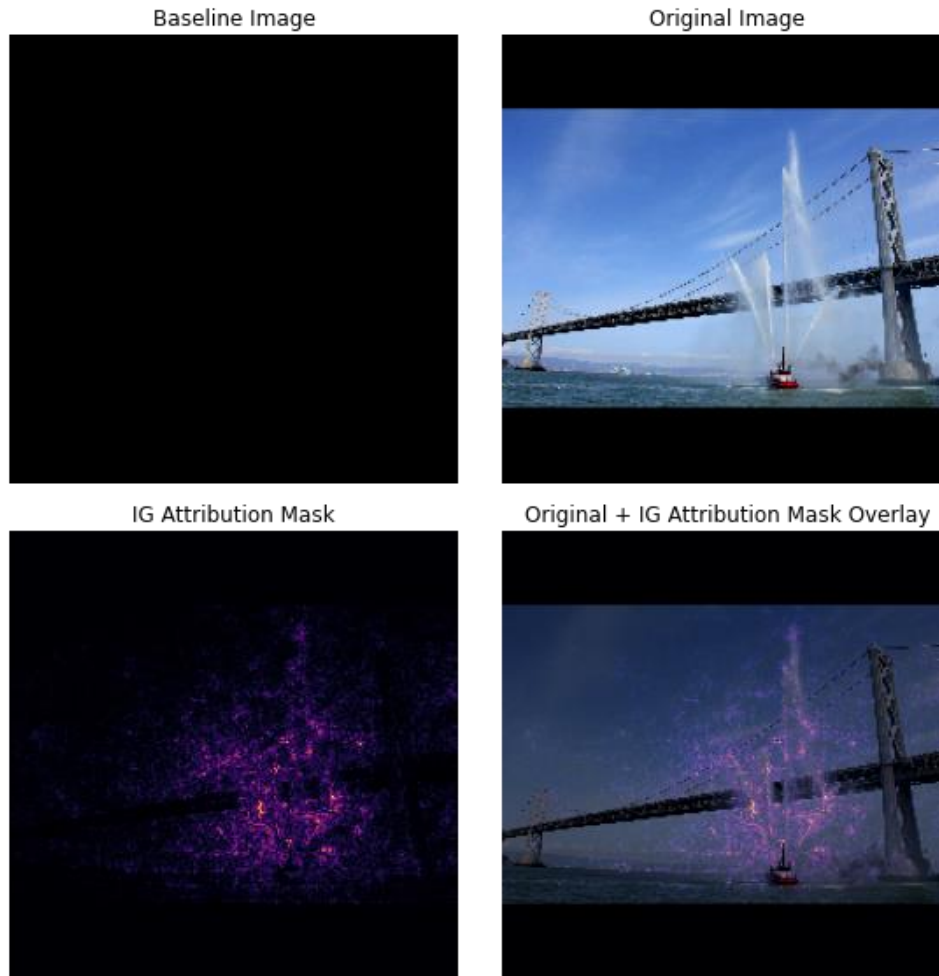 Baseline Image
Original Image
IG Attribution Mask
Original + IG Attribution Mask Overlay